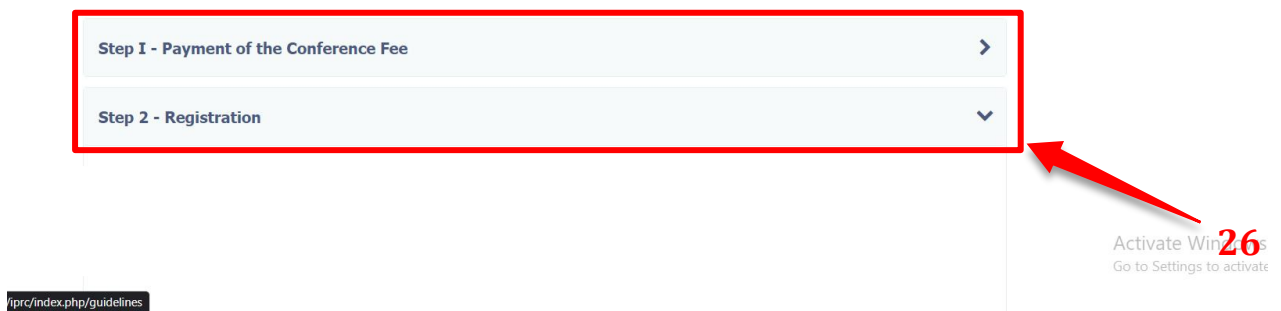 Step I - Payment of the Conference Fee
Step 2 - Registration
26
Activate Windows
Go to Settings to activate
/iprc/index.php/guidelines